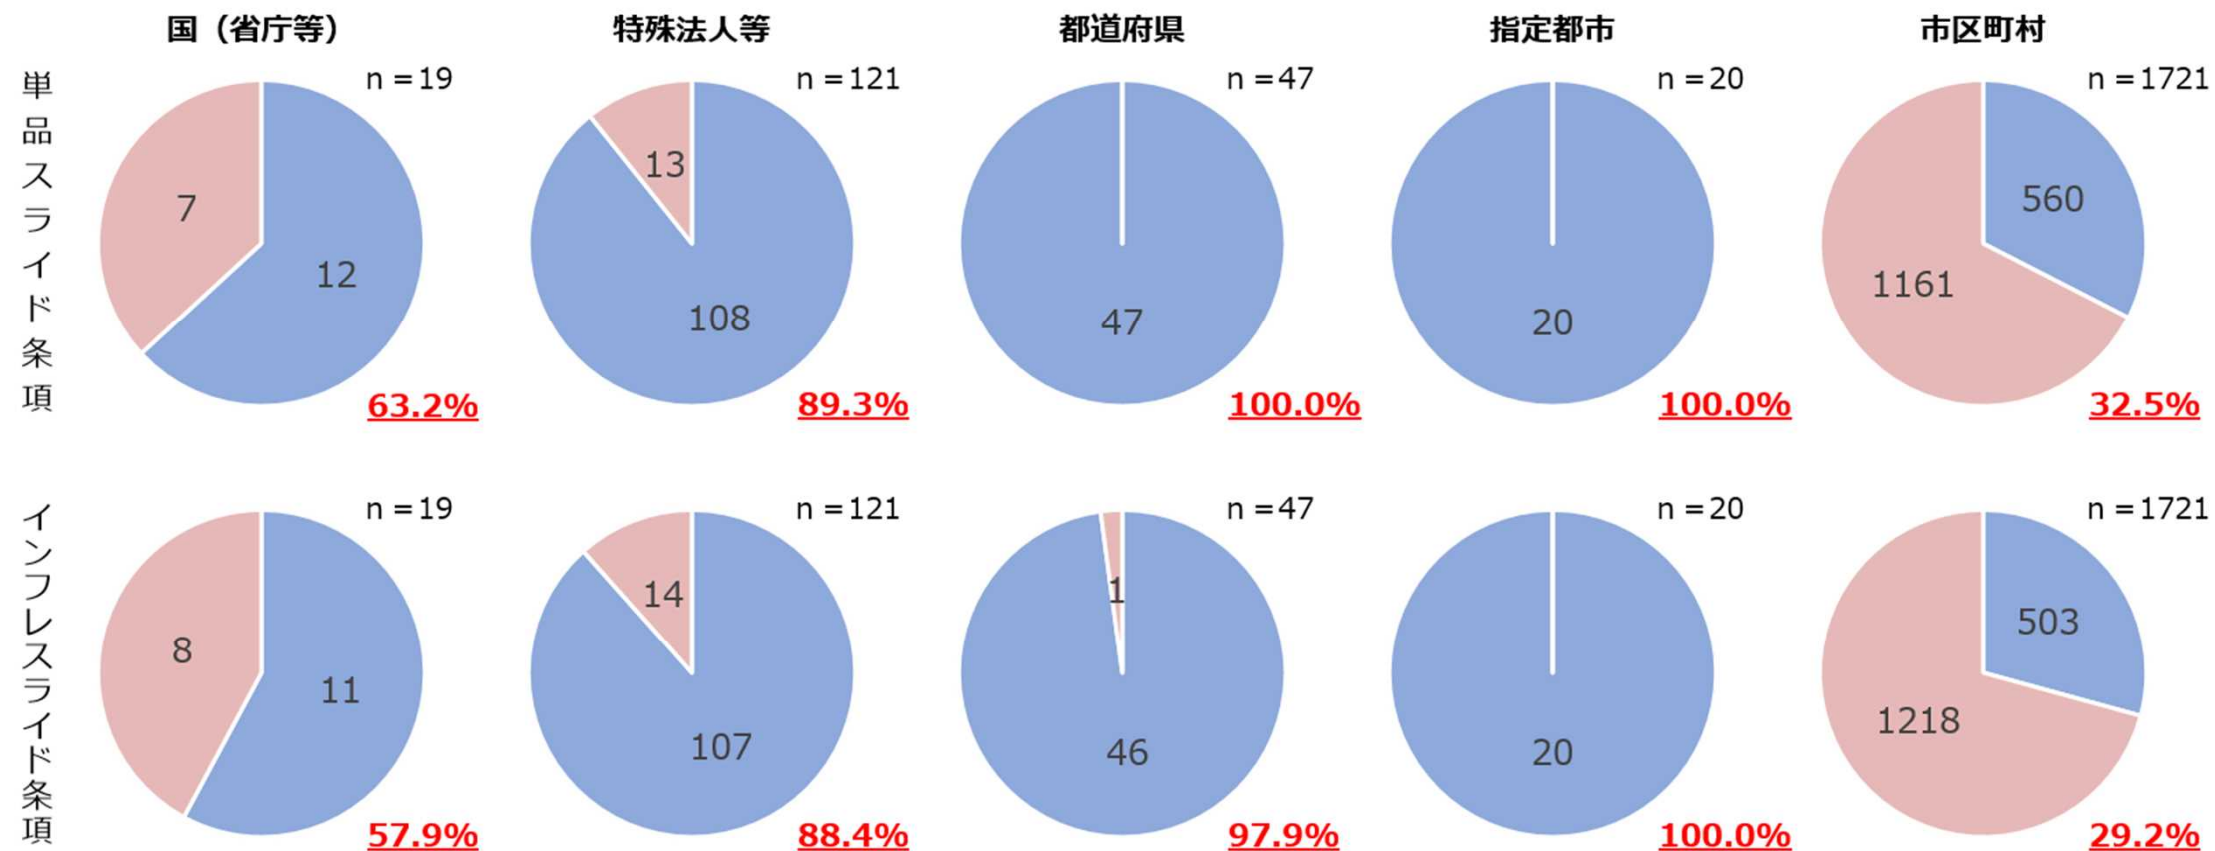 国（省庁等）
特殊法人等
都道府県
指定都市
市区町村
単品スライド条項
n＝19
7
12
63.2%
n＝121
13
108
89.3%
n＝47
47
100.0%
n＝20
20
100.0%
n＝1721
560
1161
32.5%
インフレスライド条項
n＝19
8
11
57.9%
n＝121
14
107
88.4%
n＝47
1
46
97.9%
n＝20
20
100.0%
n＝1721
503
1218
29.2%